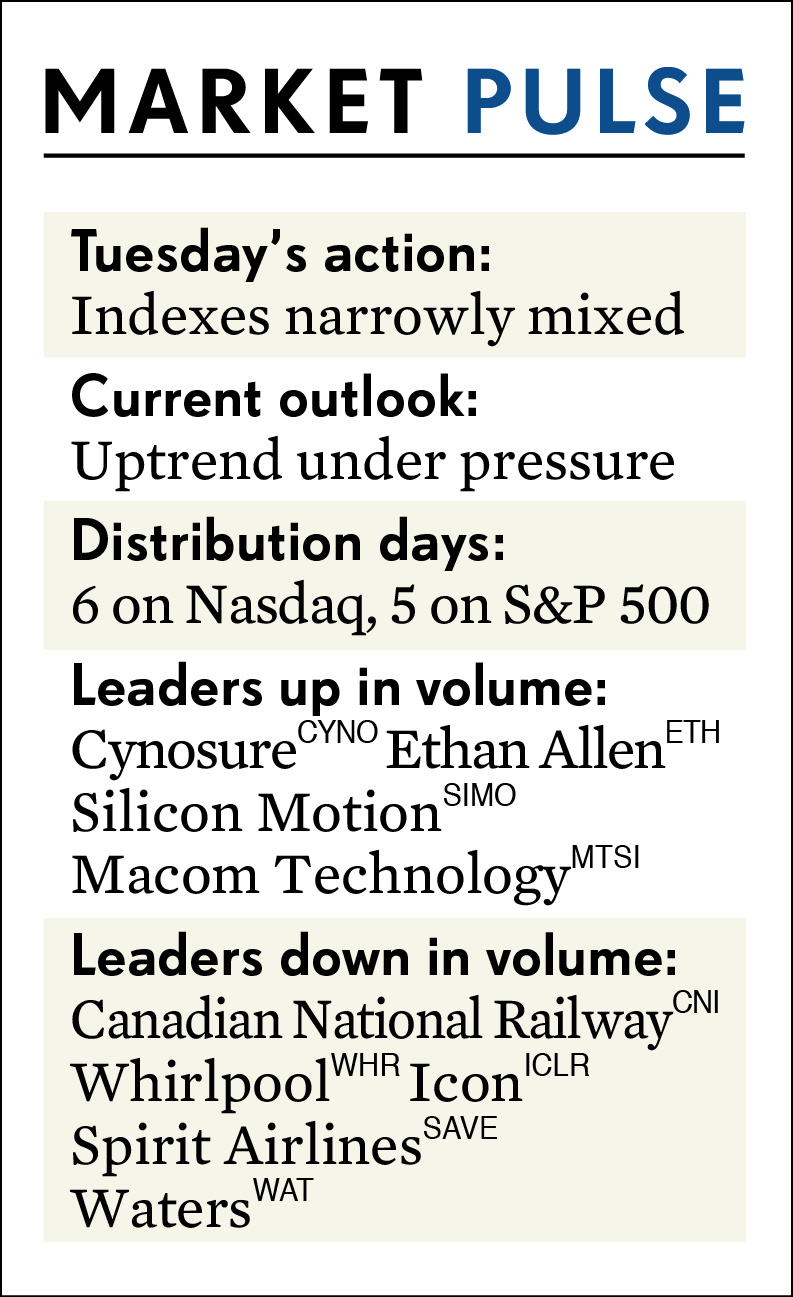 MARKET PULSE
Tuesday’s action:
Indexes narrowly mixed
Current outlook:
Uptrend under pressure
Distribution days:
6 on Nasdaq, 5 on S&P 500
Leaders up in volume:
Cynosure CYNO Ethan Allen ETH
Silicon Motion SIMO
Macom Technology MTSI
Leaders down in volume:
Canadian National Railway CNI
Whirlpool WHR Icon ICLR
Spirit Airlines SAVE
Waters WAT